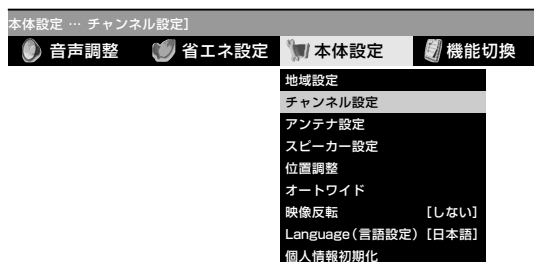 本体設定 … チャンネル設定]
音声調整 省エネ設定 本体設定 機能切換
地域設定
チャンネル設定
アンテナ設定
スピーカー設定
位置調整
オートワイド
映像反転 [しない]
Language(言語設定) [日本語]
個人情報初期化